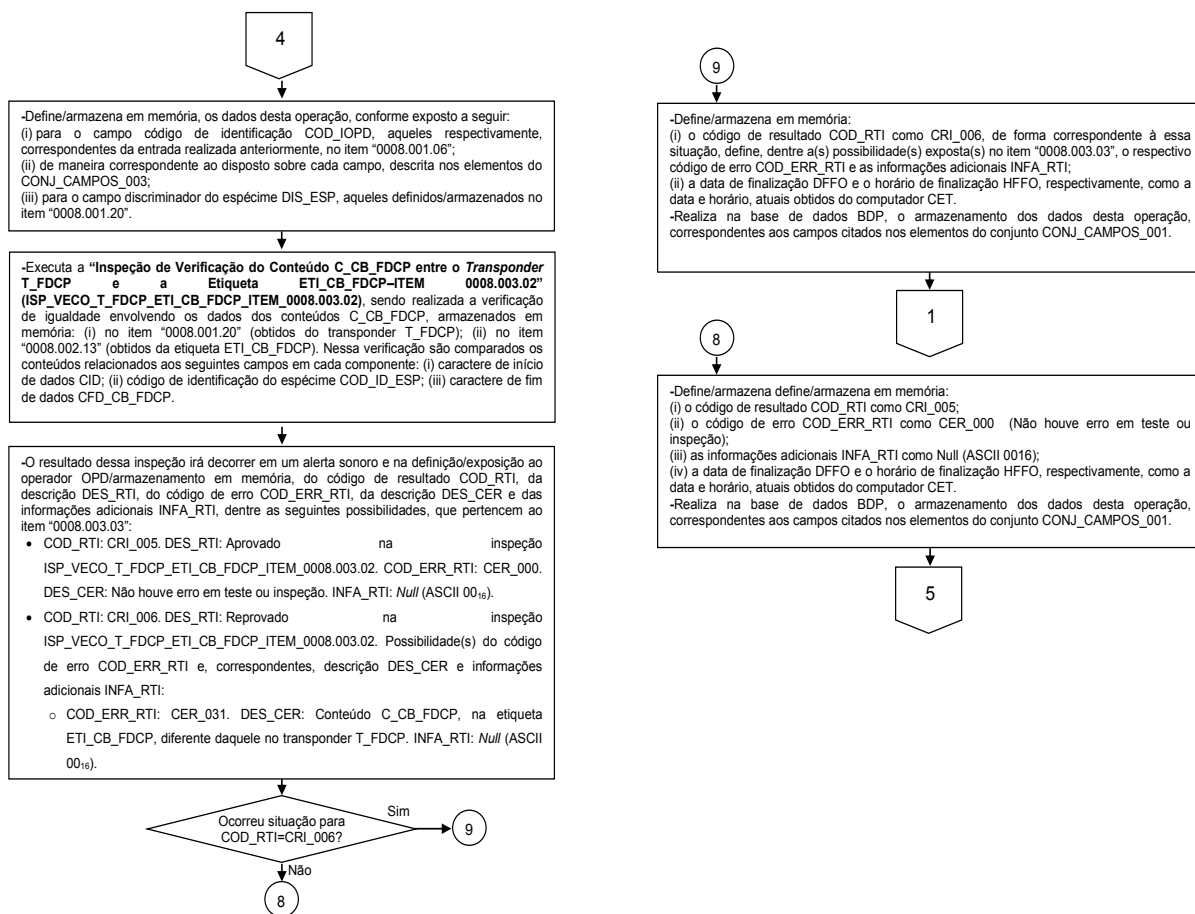 4
-Define/armazena em memória, os dados desta operação, conforme exposto a seguir:
(i) para o campo código de identificação COD_IOPD, aqueles respectivamente,
correspondentes da entrada realizada anteriormente, no item “0008.001.06”;
(ii) de maneira correspondente ao disposto sobre cada campo, descrita nos elementos do
CONJ_CAMPOS_003;
(iii) para o campo discriminador do espécime DIS_ESP, aqueles definidos/armazenados no
item “0008.001.20”.
-Executa a “Inspeção de Verificação do Conteúdo C_CB_FDCP entre o Transponder
T_FDCP e a Etiqueta ETI_CB_FDCP–ITEM 0008.003.02”
(ISP_VECO_T_FDCP_ETI_CB_FDCP_ITEM_0008.003.02), sendo realizada a verificação
de igualdade envolvendo os dados dos conteúdos C_CB_FDCP, armazenados em
memória: (i) no item “0008.001.20” (obtidos do transponder T_FDCP); (ii) no item
“0008.002.13” (obtidos da etiqueta ETI_CB_FDCP). Nessa verificação são comparados os
conteúdos relacionados aos seguintes campos em cada componente: (i) caractere de início
de dados CID; (ii) código de identificação do espécime COD_ID_ESP; (iii) caractere de fim
de dados CFD_CB_FDCP.
-O resultado dessa inspeção irá decorrer em um alerta sonoro e na definição/exposição ao
operador OPD/armazenamento em memória, do código de resultado COD_RTI, da
descrição DES_RTI, do código de erro COD_ERR_RTI, da descrição DES_CER e das
informações adicionais INFA_RTI, dentre as seguintes possibilidades, que pertencem ao
item “0008.003.03”:
• COD_RTI: CRI_005. DES_RTI: Aprovado na inspeção
ISP_VECO_T_FDCP_ETI_CB_FDCP_ITEM_0008.003.02. COD_ERR_RTI: CER_000.
DES_CER: Não houve erro em teste ou inspeção. INFA_RTI: Null (ASCII 00₁₆).
• COD_RTI: CRI_006. DES_RTI: Reprovado na inspeção
ISP_VECO_T_FDCP_ETI_CB_FDCP_ITEM_0008.003.02. Possibilidade(s) do código
de erro COD_ERR_RTI e, correspondentes, descrição DES_CER e informações
adicionais INFA_RTI:
○ COD_ERR_RTI: CER_031. DES_CER: Conteúdo C_CB_FDCP, na etiqueta
ETI_CB_FDCP, diferente daquele no transponder T_FDCP. INFA_RTI: Null (ASCII
00₁₆).
Ocorreu situação para
COD_RTI=CRI_006?
Sim
9
Não
8
9
-Define/armazena em memória:
(i) o código de resultado COD_RTI como CRI_006, de forma correspondente à essa
situação, define, dentre a(s) possibilidade(s) exposta(s) no item “0008.003.03”, o respectivo
código de erro COD_ERR_RTI e as informações adicionais INFA_RTI;
(ii) a data de finalização DFFO e o horário de finalização HFFO, respectivamente, como a
data e horário, atuais obtidos do computador CET.
-Realiza na base de dados BDP, o armazenamento dos dados desta operação,
correspondentes aos campos citados nos elementos do conjunto CONJ_CAMPOS_001.
1
8
-Define/armazena define/armazena em memória:
(i) o código de resultado COD_RTI como CRI_005;
(ii) o código de erro COD_ERR_RTI como CER_000 (Não houve erro em teste ou
inspeção);
(iii) as informações adicionais INFA_RTI como Null (ASCII 0016);
(iv) a data de finalização DFFO e o horário de finalização HFFO, respectivamente, como a
data e horário, atuais obtidos do computador CET.
-Realiza na base de dados BDP, o armazenamento dos dados desta operação,
correspondentes aos campos citados nos elementos do conjunto CONJ_CAMPOS_001.
5